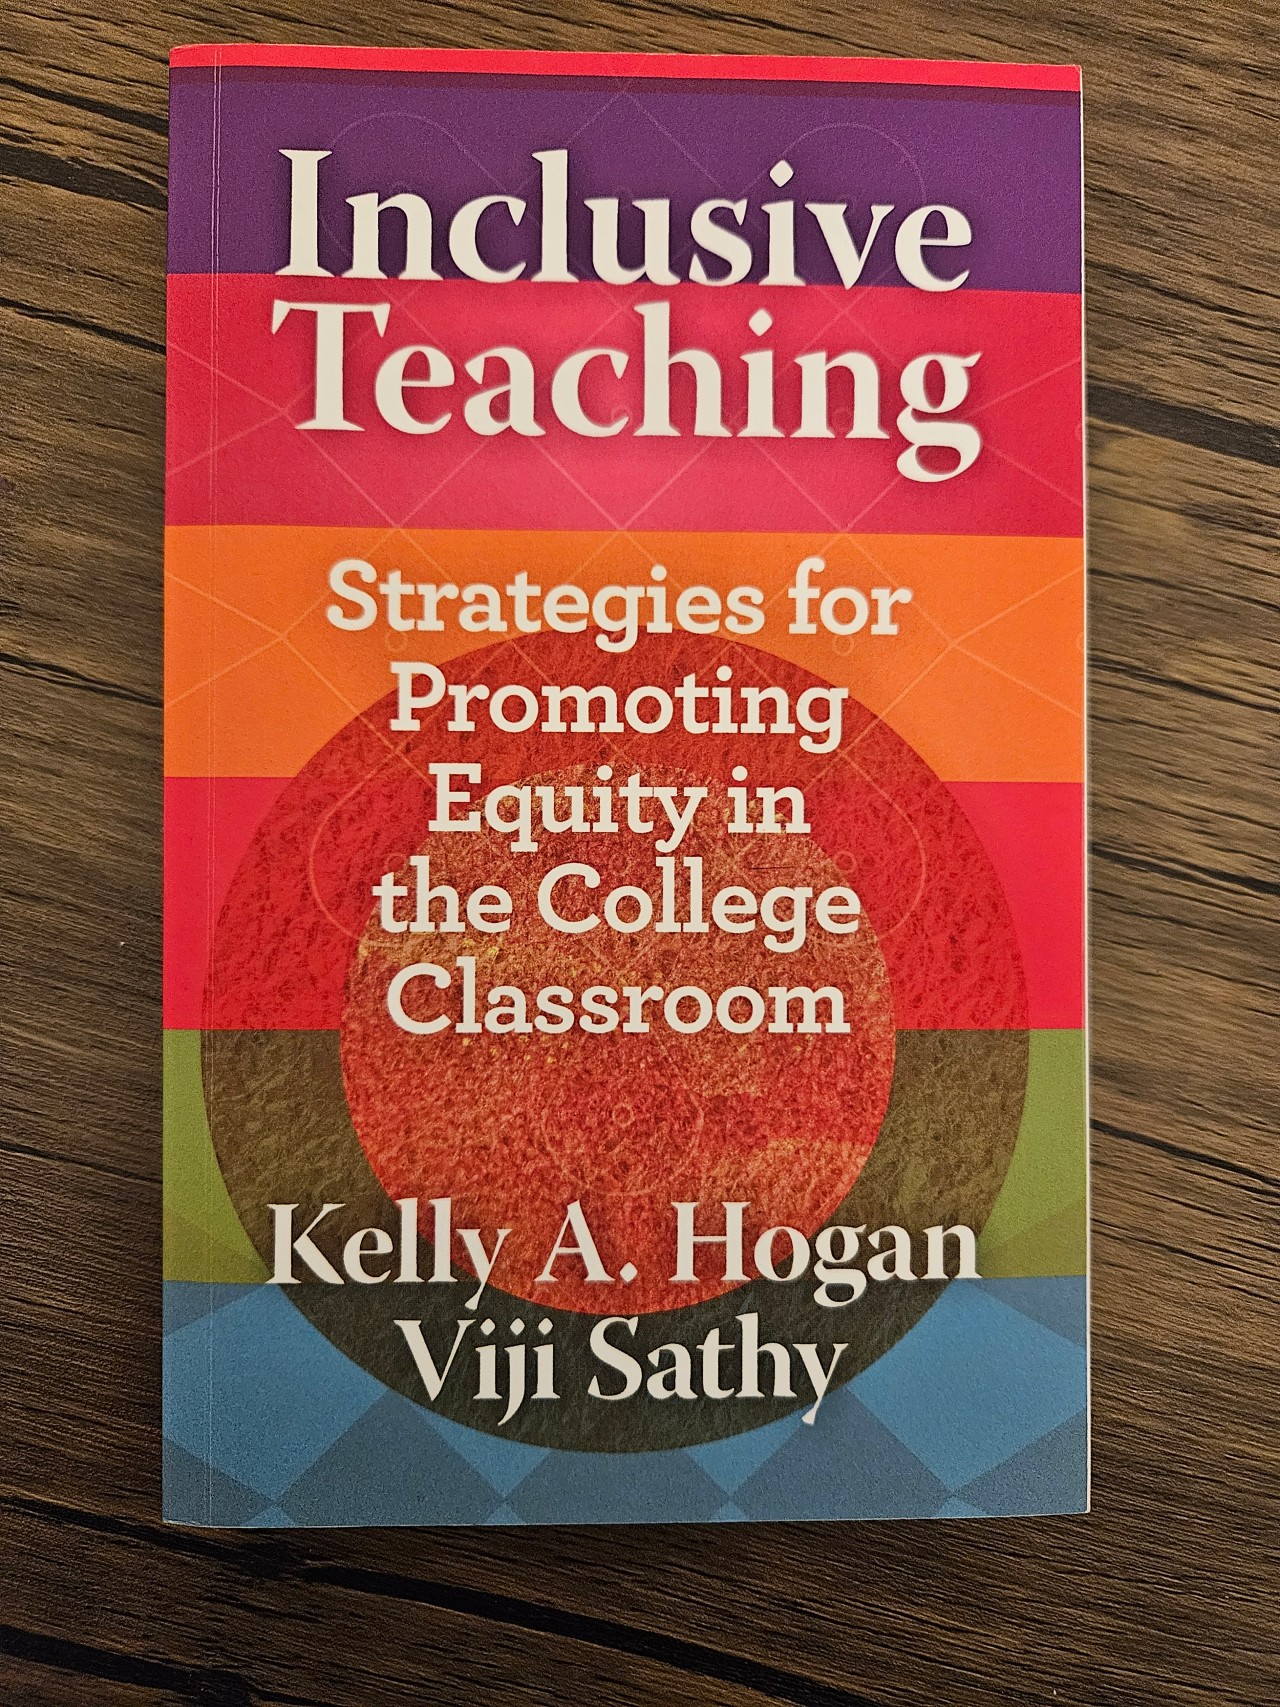 Inclusive
Teaching
Strategies for
Promoting
Equity in
the College
Classroom
Kelly A. Hogan
Viji Sathy